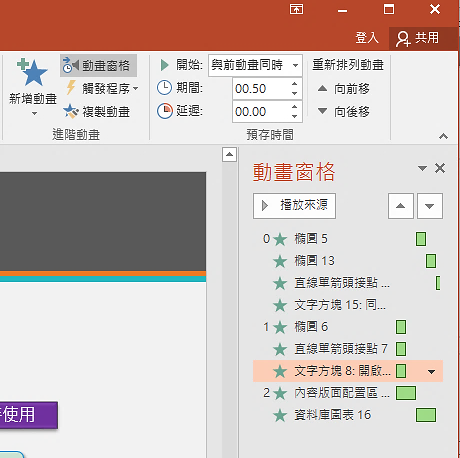 登入 共用
新增動畫
動畫窗格
觸發程序
複製動畫
進階動畫
開始: 與前動畫同時
期間: 00.50
延遲: 00.00
重新排列動畫
向前移
向後移
預存時間
動畫窗格
播放來源
0 橢圓 5
橢圓 13
直線單箭頭接點 ...
文字方塊 15: 同...
1 橢圓 6
直線單箭頭接點 7
文字方塊 8: 開啟...
2 內容版面配置區 ...
資料庫圖表 16
使用